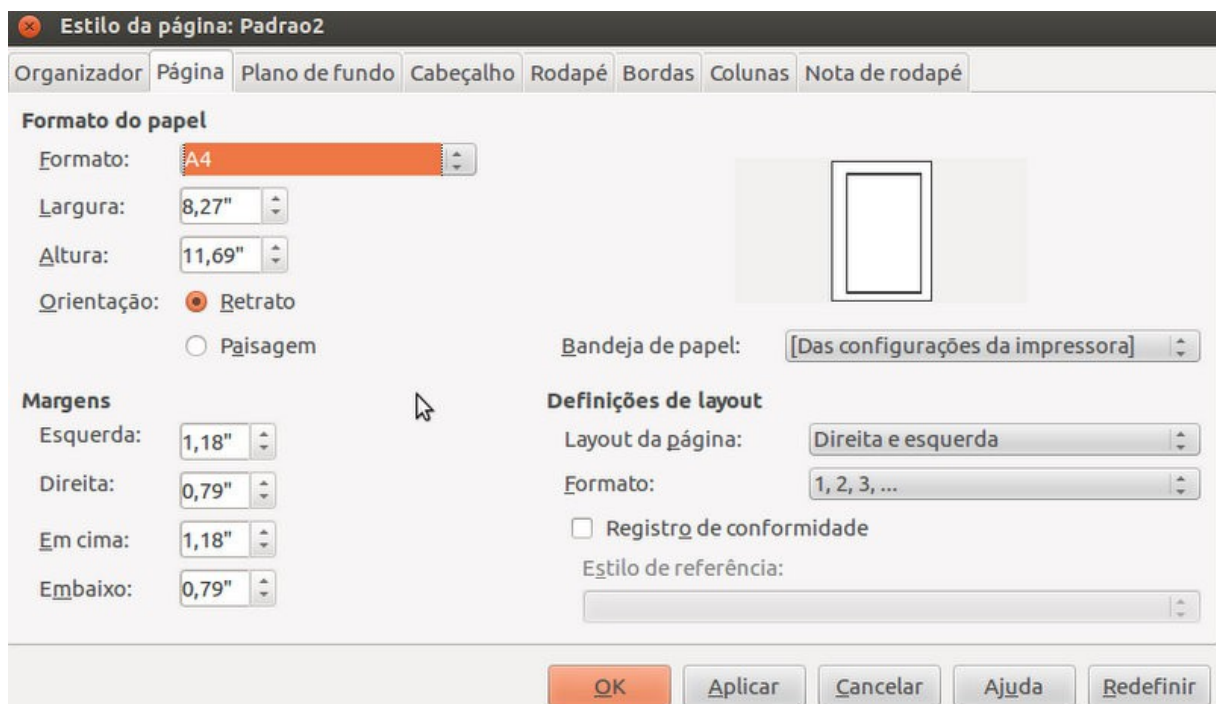 Estilo da página: Padrao2
Organizador Página Plano de fundo Cabeçalho Rodapé Bordas Colunas Nota de rodapé
Formato do papel
Formato: A4
Largura: 8,27"
Altura: 11,69"
Orientação: Retrato
Paisagem
Bandeja de papel: [Das configurações da impressora]
Margens
Esquerda: 1,18"
Direita: 0,79"
Em cima: 1,18"
Embaixo: 0,79"
Definições de layout
Layout da página: Direita e esquerda
Formato: 1, 2, 3, ...
Registro de conformidade
Estilo de referência:
OK Aplicar Cancelar Ajuda Redefinir